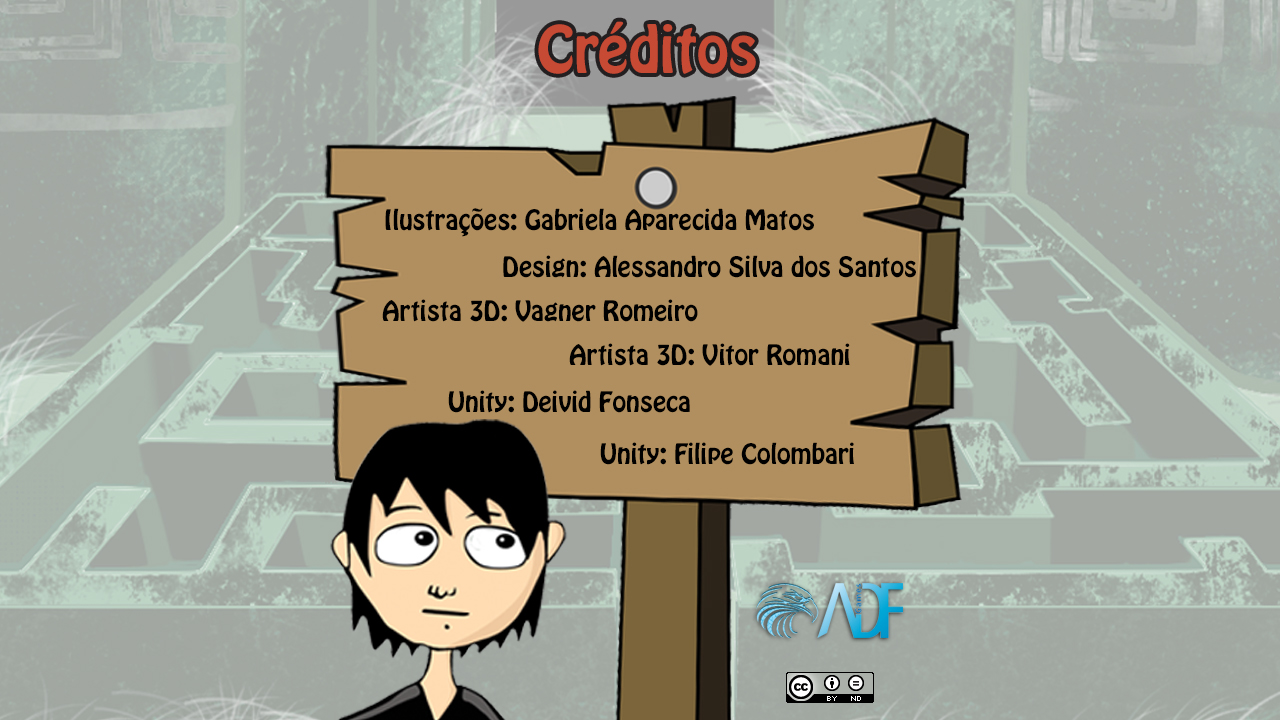 Créditos
Ilustrações: Gabriela Aparecida Matos
Design: Alessandro Silva dos Santos
Artista 3D: Vagner Romeiro
Artista 3D: Vitor Romani
Unity: Deivid Fonseca
Unity: Filipe Colombari
ADF
cc
BY ND